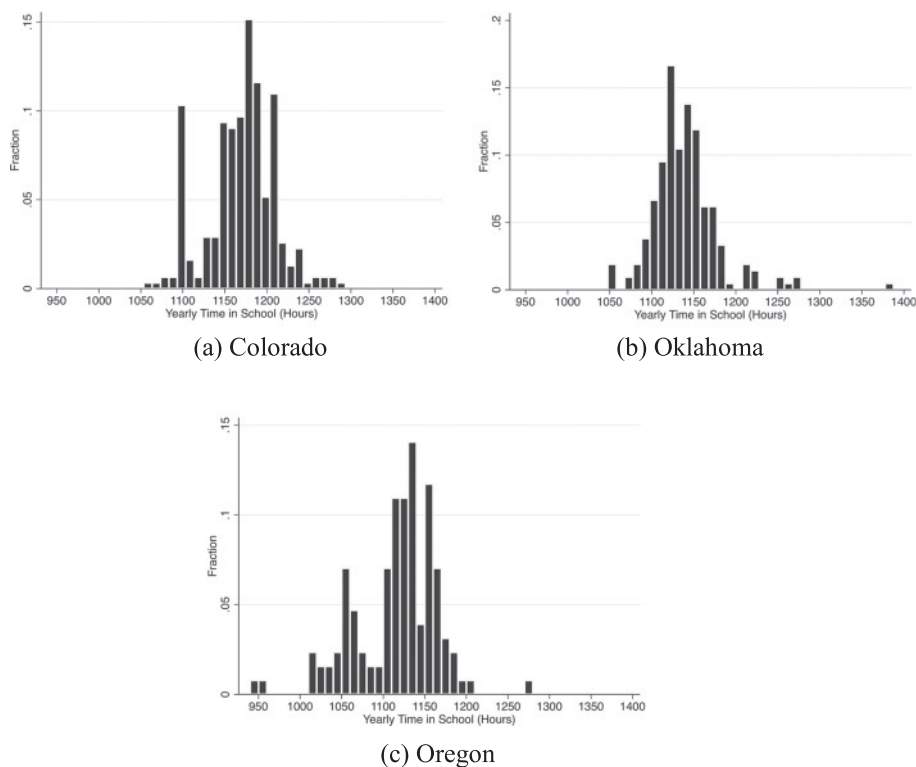 .15
.1
.05
0
Fraction
950 1000 1050 1100 1150 1200 1250 1300 1350 1400
Yearly Time in School (Hours)
(a) Colorado
.2
.15
.1
.05
0
Fraction
950 1000 1050 1100 1150 1200 1250 1300 1350 1400
Yearly Time in School (Hours)
(b) Oklahoma
.15
.1
.05
0
Fraction
950 1000 1050 1100 1150 1200 1250 1300 1350 1400
Yearly Time in School (Hours)
(c) Oregon